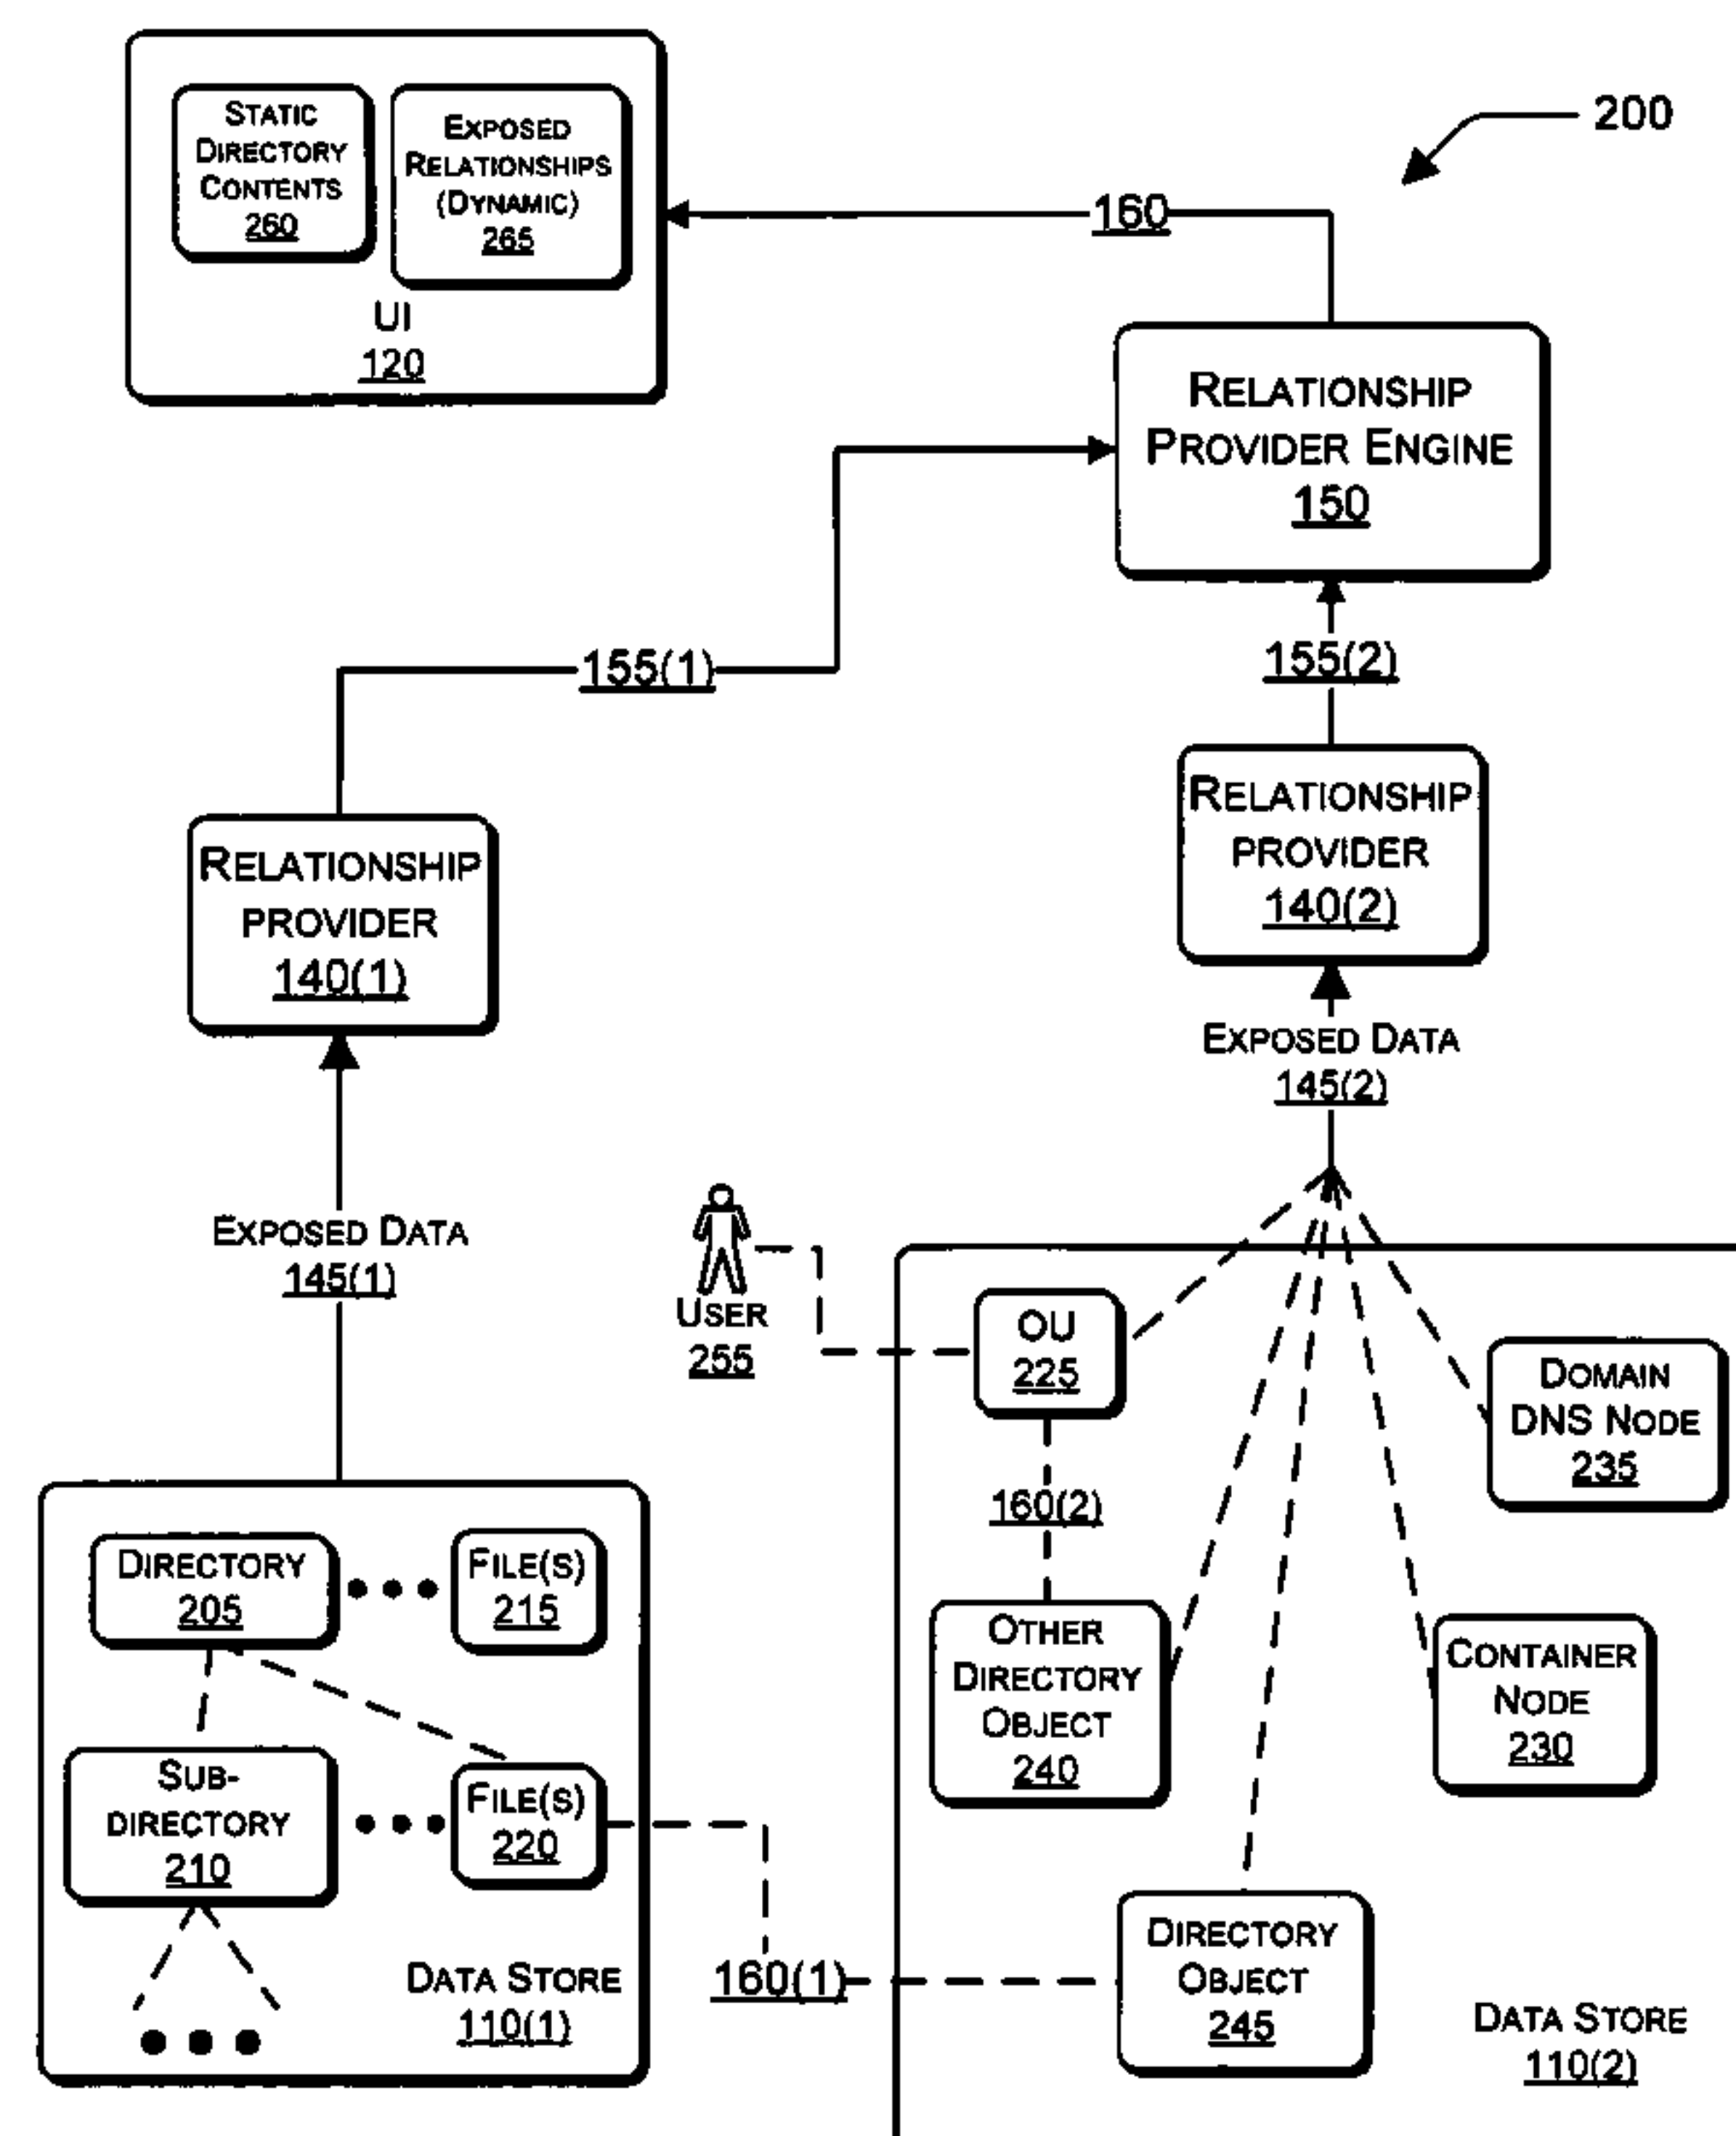 STATIC
DIRECTORY
CONTENTS
260
EXPOSED
RELATIONSHIPS
(DYNAMIC)
265
UI
120
200
160
RELATIONSHIP
PROVIDER ENGINE
150
155(1)
155(2)
RELATIONSHIP
PROVIDER
140(1)
RELATIONSHIP
PROVIDER
140(2)
EXPOSED DATA
145(2)
EXPOSED DATA
145(1)
USER
255
OU
225
DOMAIN
DNS NODE
235
160(2)
DIRECTORY
205
FILE(S)
215
OTHER
DIRECTORY
OBJECT
240
CONTAINER
NODE
230
SUB-
DIRECTORY
210
FILE(S)
220
DATA STORE
110(1)
160(1)
DIRECTORY
OBJECT
245
DATA STORE
110(2)